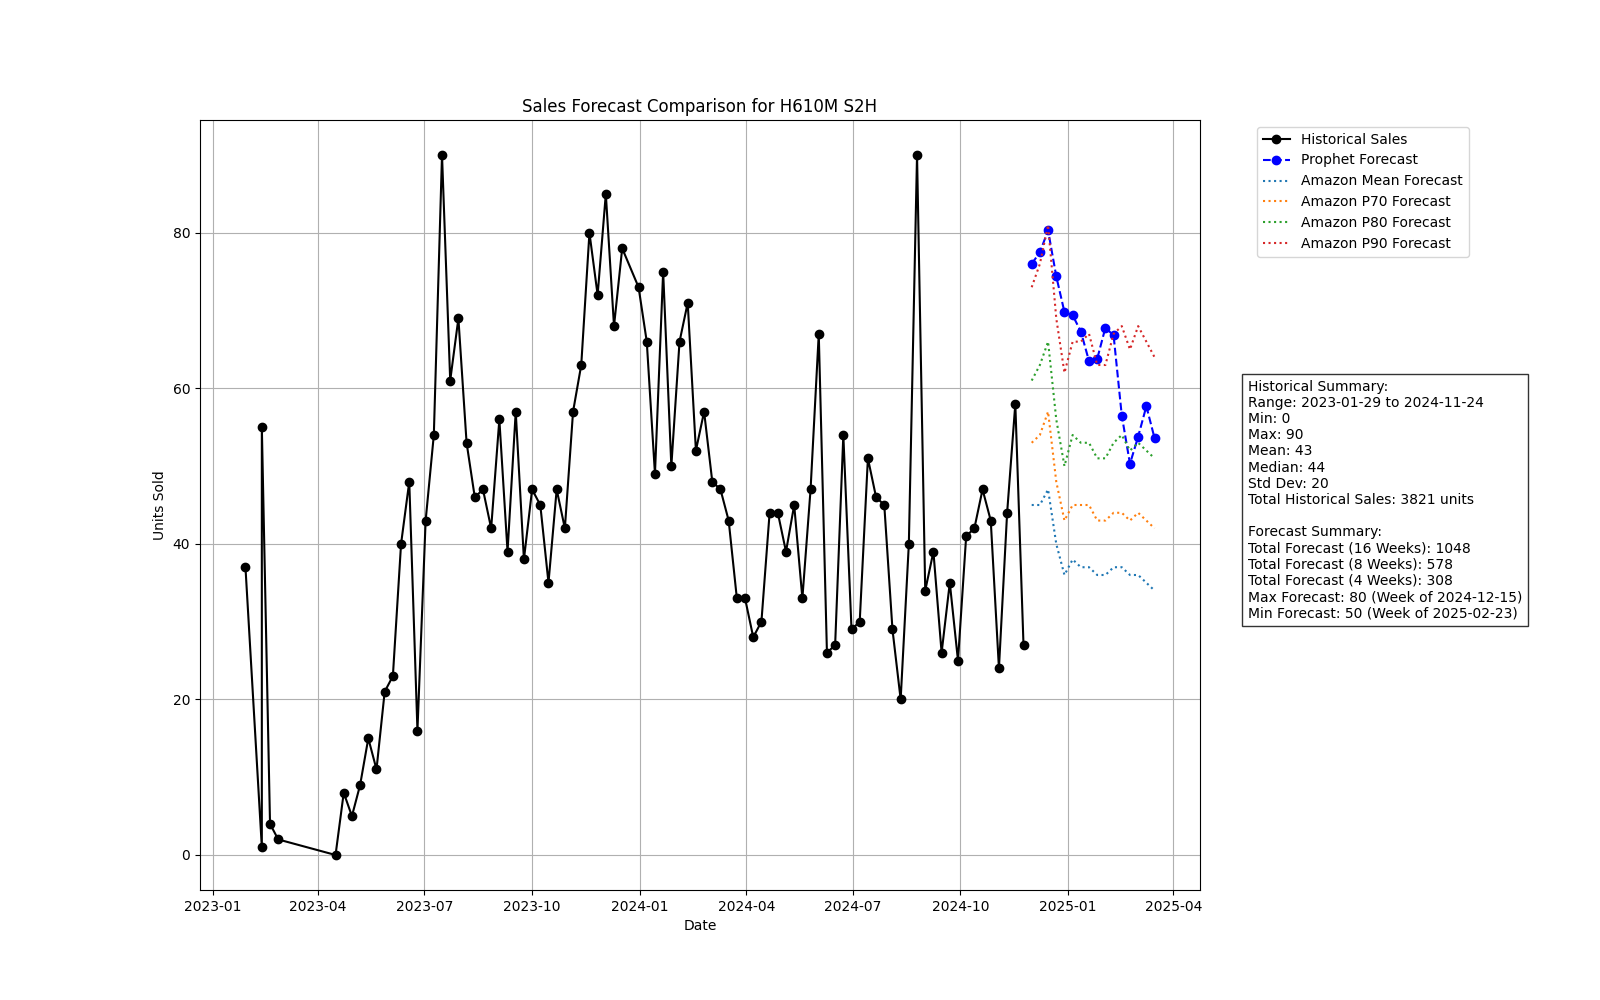 Sales Forecast Comparison for H610M S2H
Units Sold
80
60
40
20
0
2023-01
2023-04
2023-07
2023-10
2024-01
2024-04
2024-07
2024-10
2025-01
2025-04
Date
Historical Sales
Prophet Forecast
Amazon Mean Forecast
Amazon P70 Forecast
Amazon P80 Forecast
Amazon P90 Forecast
Historical Summary:
Range: 2023-01-29 to 2024-11-24
Min: 0
Max: 90
Mean: 43
Median: 44
Std Dev: 20
Total Historical Sales: 3821 units
Forecast Summary:
Total Forecast (16 Weeks): 1048
Total Forecast (8 Weeks): 578
Total Forecast (4 Weeks): 308
Max Forecast: 80 (Week of 2024-12-15)
Min Forecast: 50 (Week of 2025-02-23)